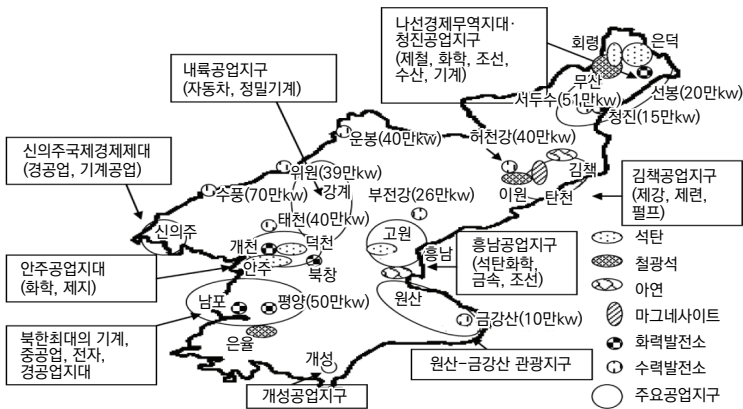 나선경제무역지대·
청진공업지구
(제철, 화학, 조선,
수산, 기계)
회령
은덕
무산
선봉(20만kw)
서두수(51만kw)
청진(15만kw)
내륙공업지구
(자동차, 정밀기계)
운봉(40만kw)
허천강(40만kw)
신의주국제경제제대
(경공업, 기계공업)
위원(39만kw)
강계
수풍(70만kw)
부전강(26만kw)
김책
이원
탄천
김책공업지구
(제강, 제련,
펄프)
태천(40만kw)
신의주
개천
덕천
고원
흥남
안주
북창
안주공업지대
(화학, 제지)
흥남공업지구
(석탄화학,
금속, 조선)
남포
평양(50만kw)
원산
금강산(10만kw)
북한최대의 기계,
중공업, 전자,
경공업지대
은율
개성
개성공업지구
원산-금강산 관광지구
석탄
철광석
아연
마그네사이트
화력발전소
수력발전소
주요공업지구